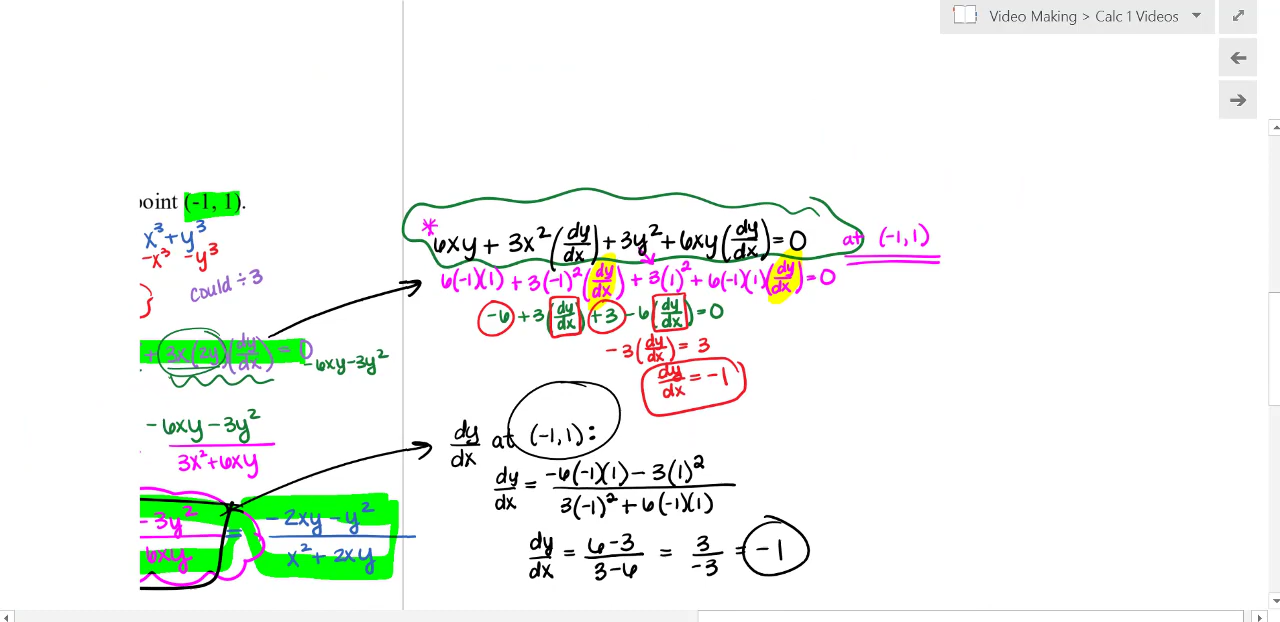 Video Making > Calc 1 Videos
point (-1, 1).
x³+y³
-x³ -y³
could ÷3
+ 3x(2y)(dy/dx) = 0
-6xy-3y²
-6xy-3y²
3x²+6xy
-3y²
6xy
= -2xy-y²
x²+2xy
* 6xy + 3x²(dy/dx)+3y²+6xy(dy/dx)=0 at (-1,1)
6(-1)(1) + 3(-1)²(dy/dx) + 3(1)² + 6(-1)(1)(dy/dx)=0
-6 +3(dy/dx) +3 -6(dy/dx)=0
-3(dy/dx) = 3
dy/dx = -1
dy/dx at (-1,1):
dy/dx = -6(-1)(1) - 3(1)² / 3(-1)² + 6(-1)(1)
dy/dx = 6-3 / 3-6 = 3/-3 = -1